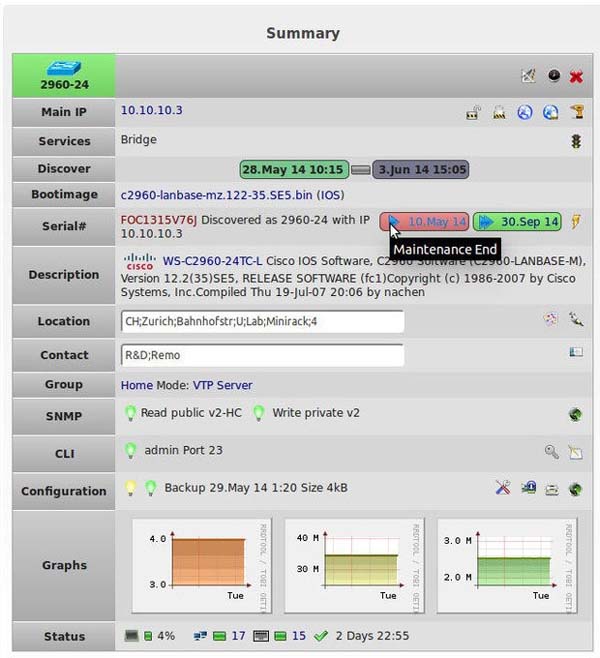 Summary
2960-24
Main IP 10.10.10.3
Services Bridge
Discover 28.May 14 10:15 3.Jun 14 15:05
Bootimage c2960-lanbase-mz.122-35.SE5.bin (IOS)
Serial# FOC1315V76J Discovered as 2960-24 with IP 10.May 14 30.Sep 14
10.10.10.3
Maintenance End
CISCO WS-C2960-24TC-L Cisco IOS Software, C2960 Software (C2960-LANBASE-M),
Description Version 12.2(35)SE5, RELEASE SOFTWARE (fc1)Copyright (c) 1986-2007 by Cisco
Systems, Inc.Compiled Thu 19-Jul-07 20:06 by nachen
Location CH;Zurich;Bahnhofstr;U;Lab;Minirack;4
Contact R&D;Remo
Group Home Mode: VTP Server
SNMP Read public v2-HC Write private v2
CLI admin Port 23
Configuration Backup 29.May 14 1:20 Size 4kB
Graphs
4.0
3.0
Tue
RRDTOOL / TOBI OETI
40 M
30 M
Tue
RRDTOOL / TOBI OETI
3.0 M
2.0 M
Tue
RRDTOOL / TOBI OETI
Status 4% 17 15 2 Days 22:55